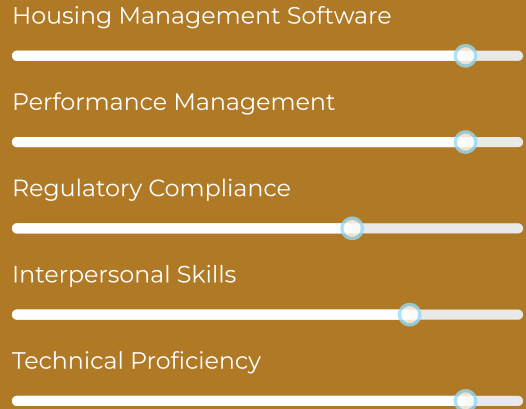 Housing Management Software
Performance Management
Regulatory Compliance
Interpersonal Skills
Technical Proficiency